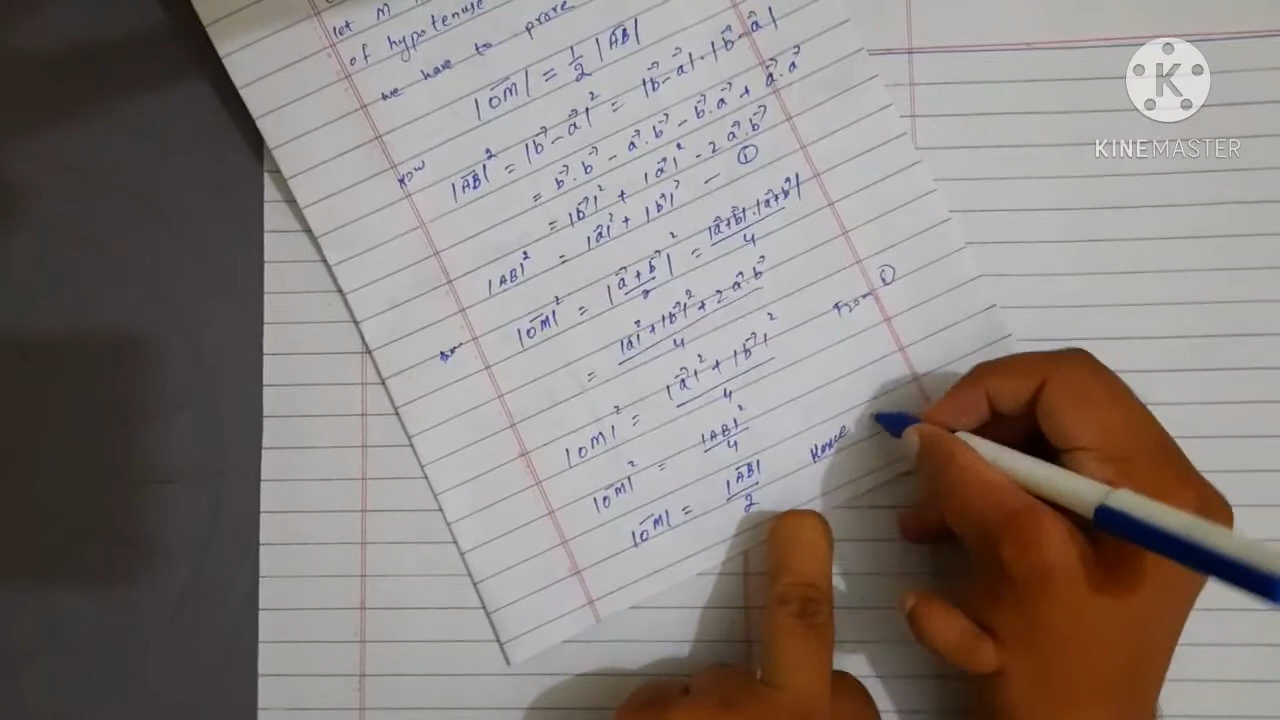 let M
of hypotenuse
we have to prove
|OM| = 1/2 |AB|
Now |AB|² = |b⃗ - a⃗|² = |b⃗ - a⃗|.|b⃗ - a⃗|
= b⃗.b⃗ - a⃗.b⃗ - b⃗.a⃗ + a⃗.a⃗
= |b⃗|² + |a⃗|² - 2 a⃗.b⃗
|AB|² = |a⃗|² + |b⃗|² — ①
|OM|² = |(a⃗ + b⃗)/2|² = |a⃗+b⃗|.|a⃗+b⃗|/4
= |a⃗|² + |b⃗|² + 2 a⃗.b⃗ / 4
|OM|² = |a⃗|² + |b⃗|² / 4 From ①
|OM|² = |AB|²/4
|OM| = |AB|/2 Hence
K
KINEMASTER